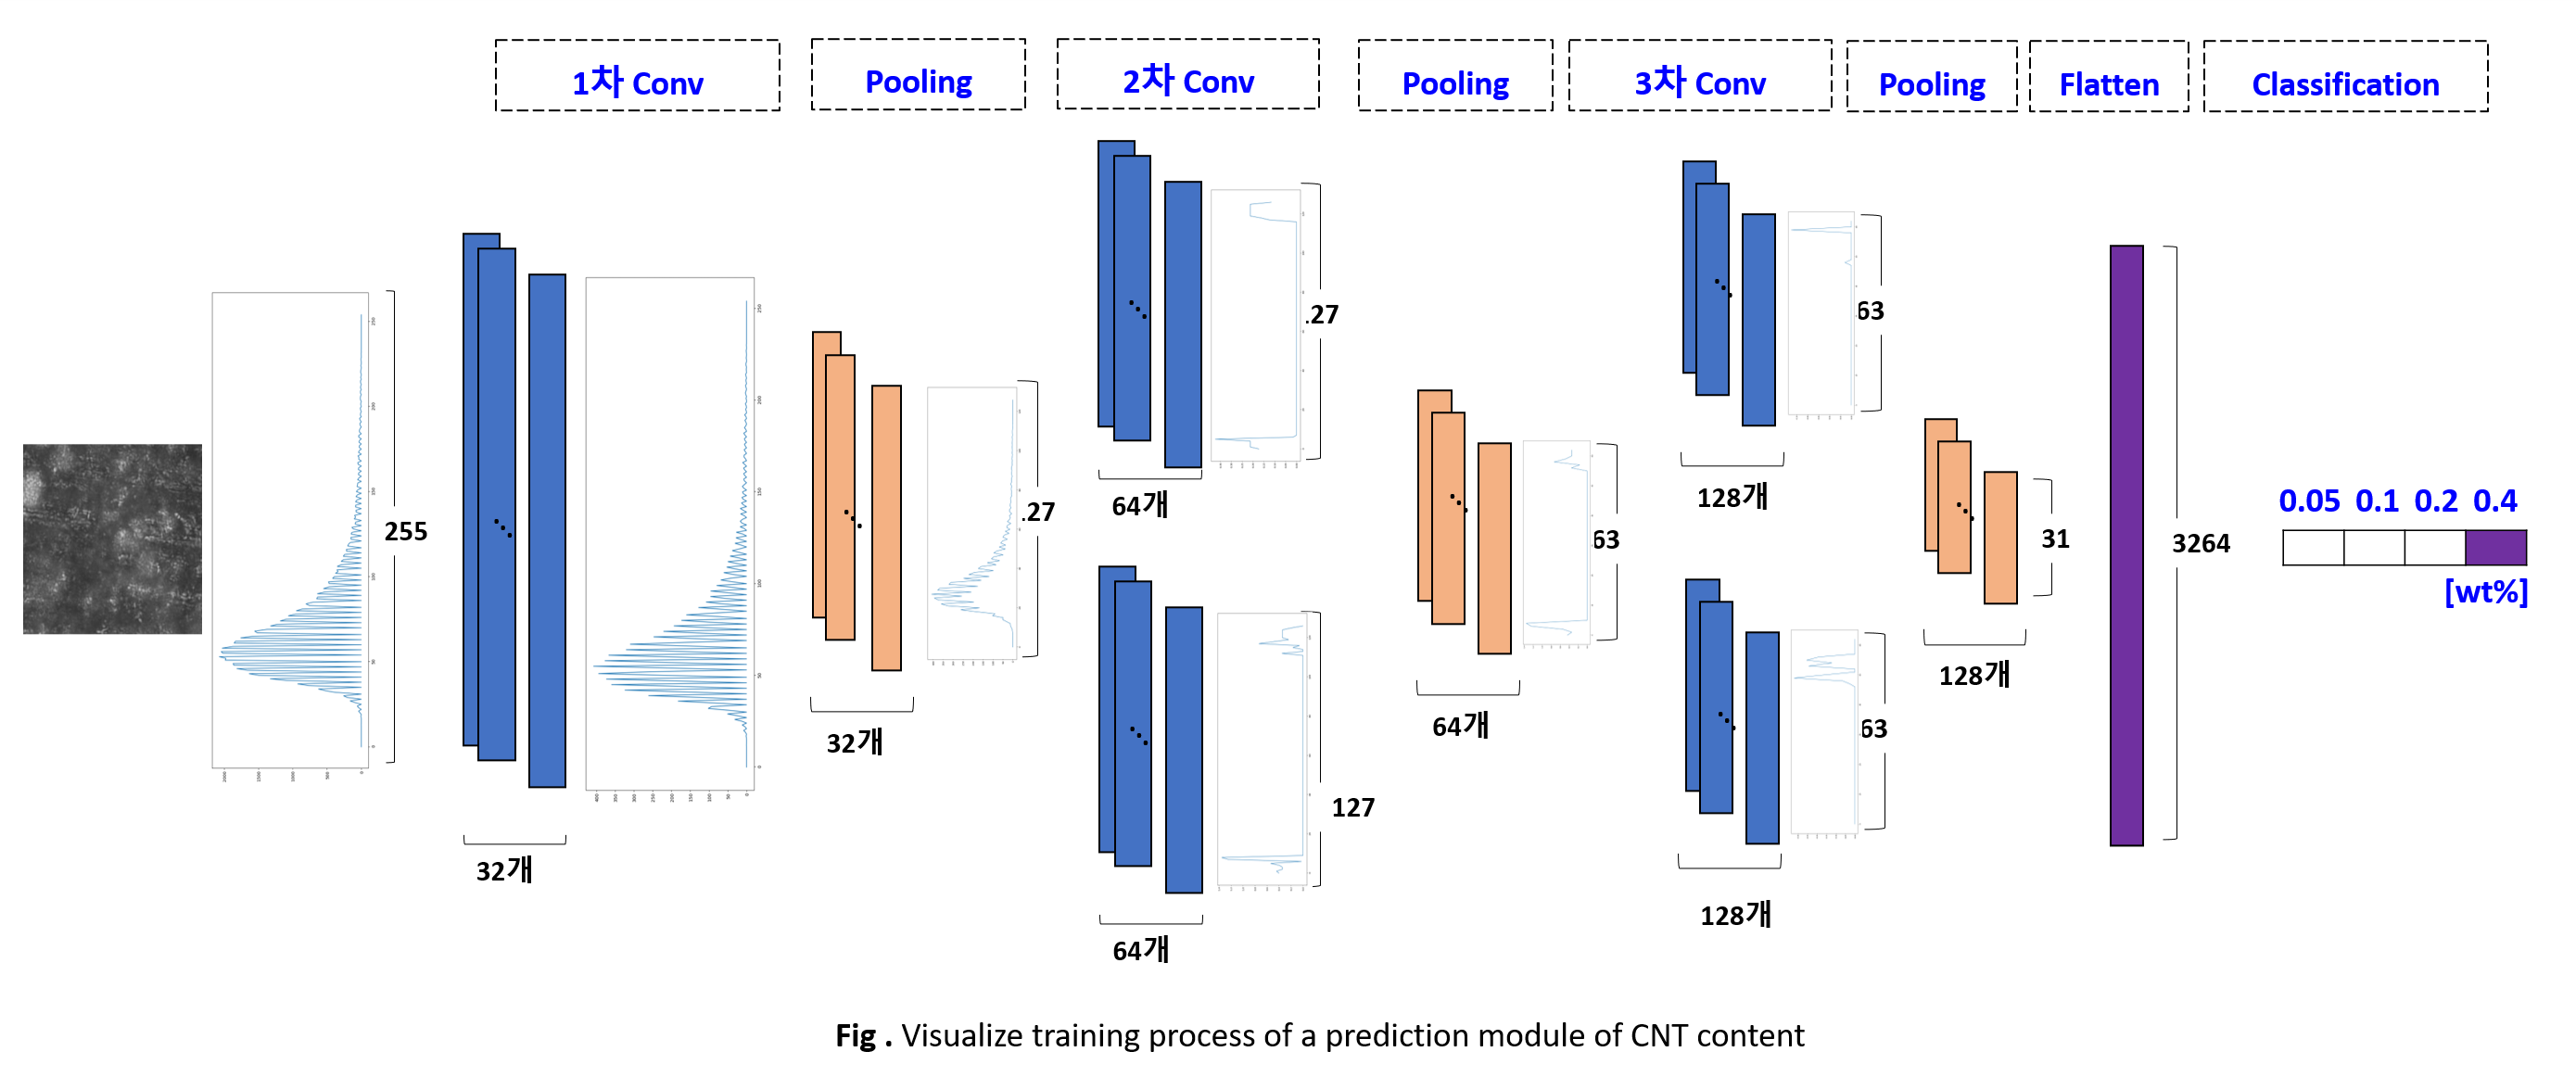 1차 Conv
Pooling
2차 Conv
Pooling
3차 Conv
Pooling
Flatten
Classification
255
32개
.27
32개
.27
64개
127
64개
63
64개
63
128개
63
128개
31
128개
3264
0.05 0.1 0.2 0.4
[wt%]
Fig . Visualize training process of a prediction module of CNT content